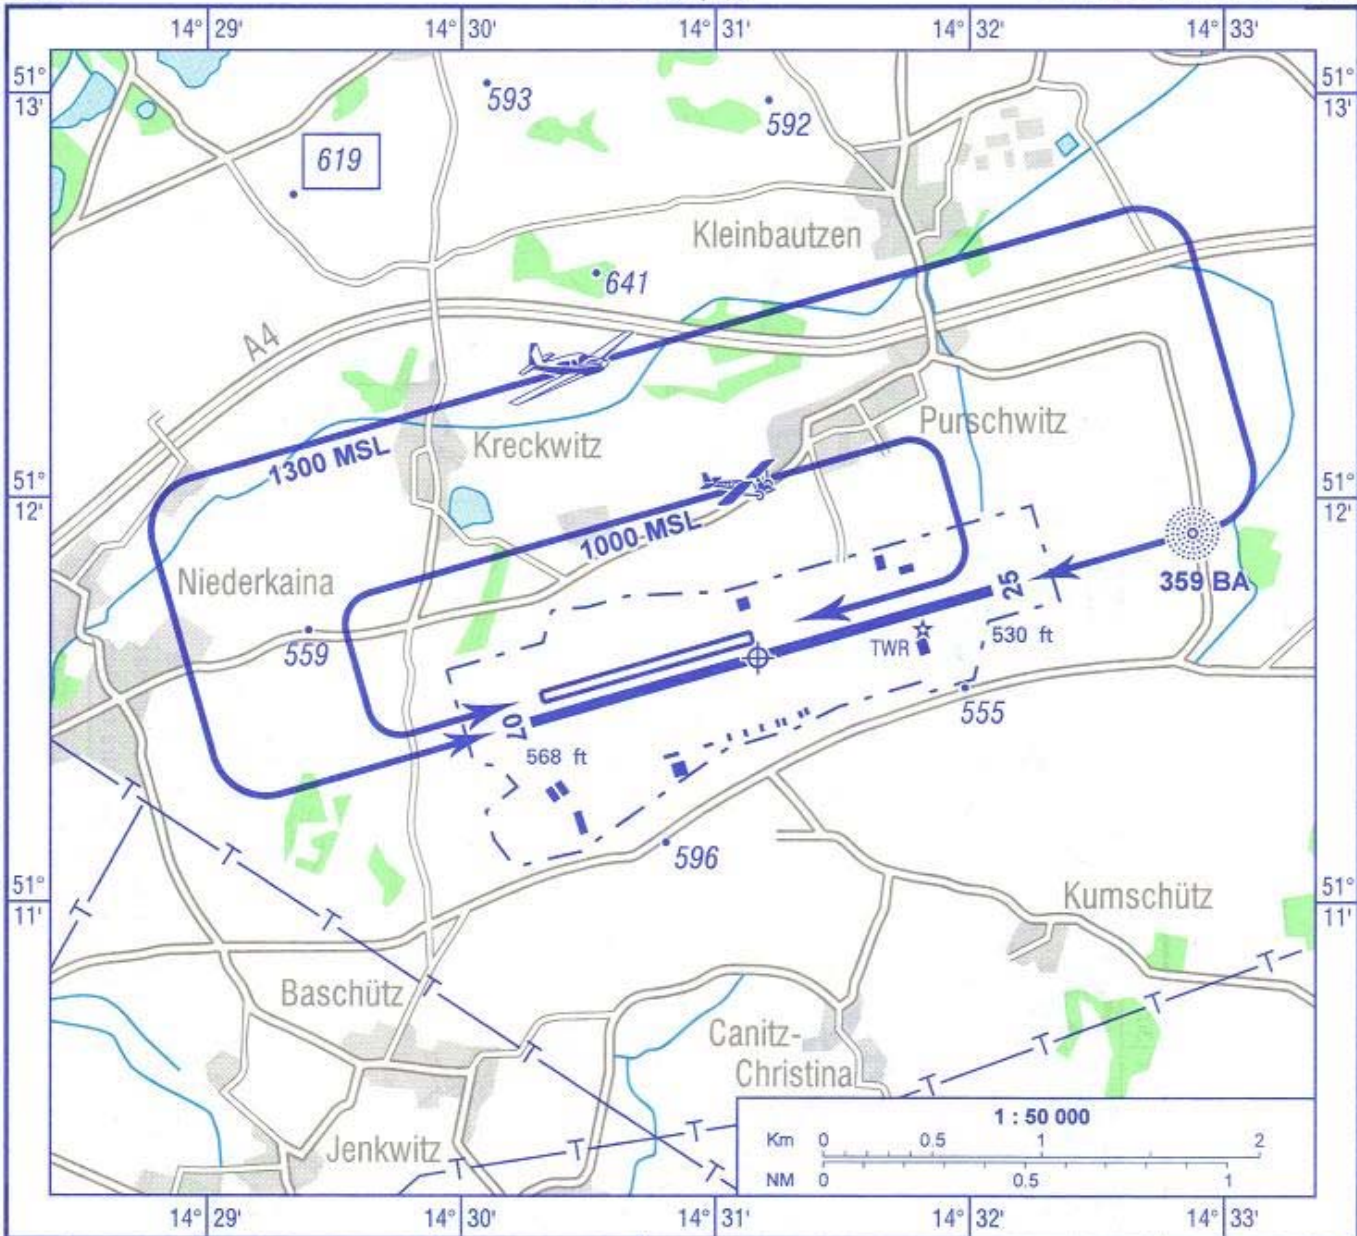 14° 29' 14° 30' 14° 31' 14° 32' 14° 33'
51° 51°
13' 13'
593
592
619
Kleinbautzen
641
A4
Purschwitz
Kreckwitz
1300 MSL
51° 51°
12' 12'
1000 MSL
Niederkaina
359 BA
25
559
TWR
530 ft
555
07
568 ft
596
51° 51°
11' 11'
Kumschütz
Baschütz
Canitz-
Christina
Jenkwitz
1 : 50 000
Km 0 0.5 1 2
NM 0 0.5 1
T T T T T T T T T T T T T T
14° 29' 14° 30' 14° 31' 14° 32' 14° 33'